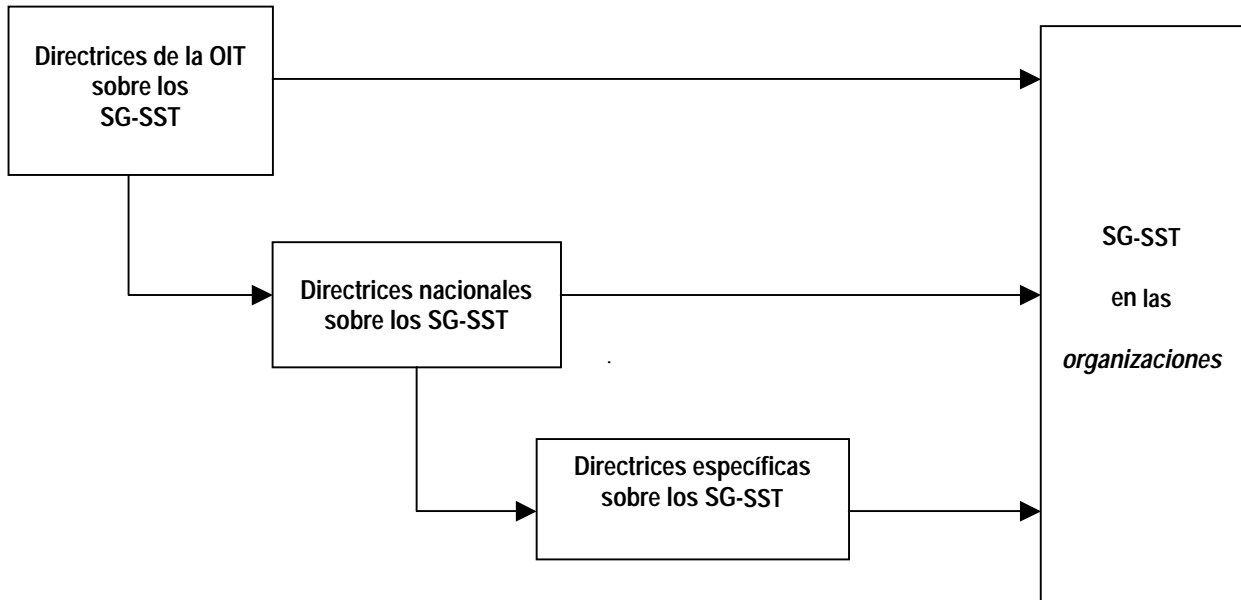 Directrices de la OIT
sobre los
SG-SST
Directrices nacionales
sobre los SG-SST
Directrices específicas
sobre los SG-SST
SG-SST
en las
organizaciones